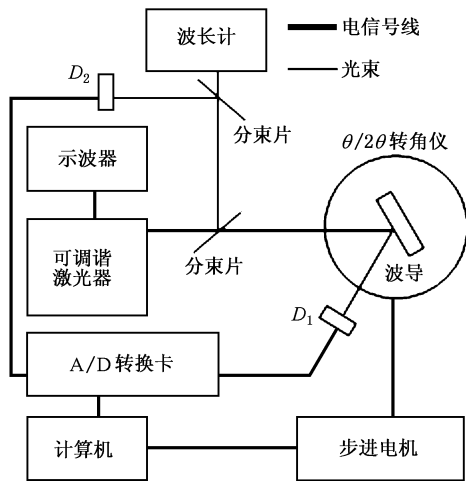 波长计
电信号线
光束
D₂
分束片
示波器
θ/2θ转角仪
可调谐
激光器
分束片
波导
D₁
A/D转换卡
计算机
步进电机